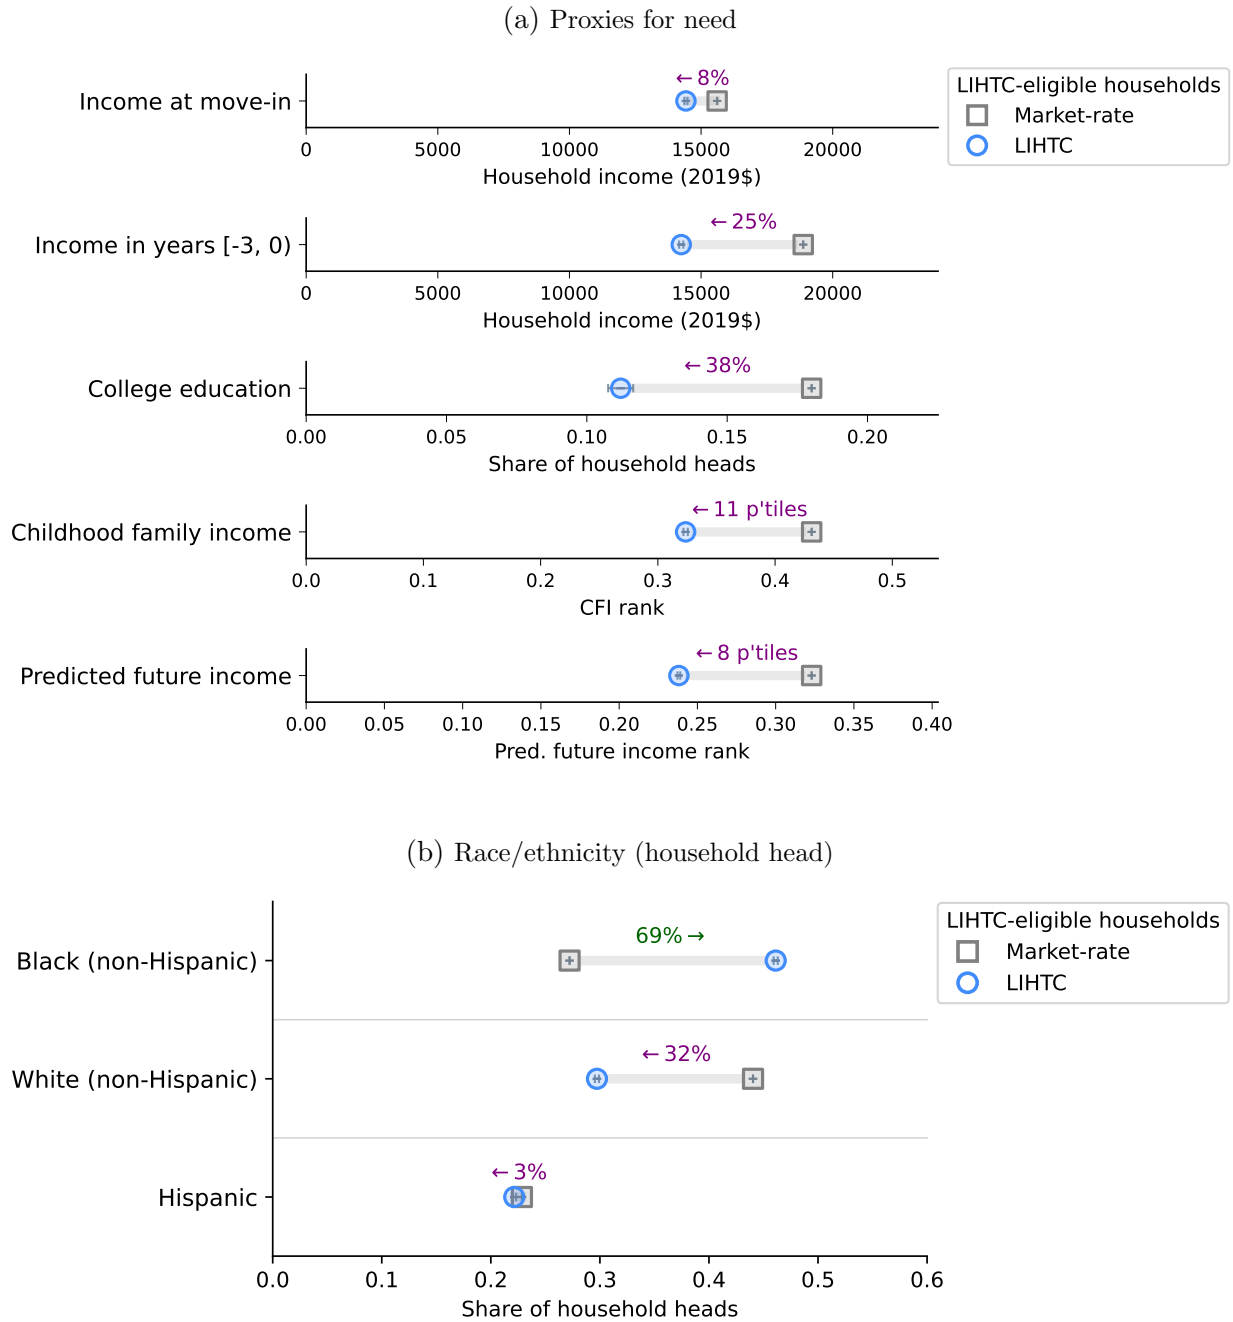 (a) Proxies for need
LIHTC-eligible households
Market-rate
LIHTC
←8%
Income at move-in
0 5000 10000 15000 20000
Household income (2019$)
←25%
Income in years [-3, 0)
0 5000 10000 15000 20000
Household income (2019$)
←38%
College education
0.00 0.05 0.10 0.15 0.20
Share of household heads
←11 p'tiles
Childhood family income
0.0 0.1 0.2 0.3 0.4 0.5
CFI rank
←8 p'tiles
Predicted future income
0.00 0.05 0.10 0.15 0.20 0.25 0.30 0.35 0.40
Pred. future income rank
(b) Race/ethnicity (household head)
LIHTC-eligible households
Market-rate
LIHTC
69%→
Black (non-Hispanic)
←32%
White (non-Hispanic)
←3%
Hispanic
0.0 0.1 0.2 0.3 0.4 0.5 0.6
Share of household heads